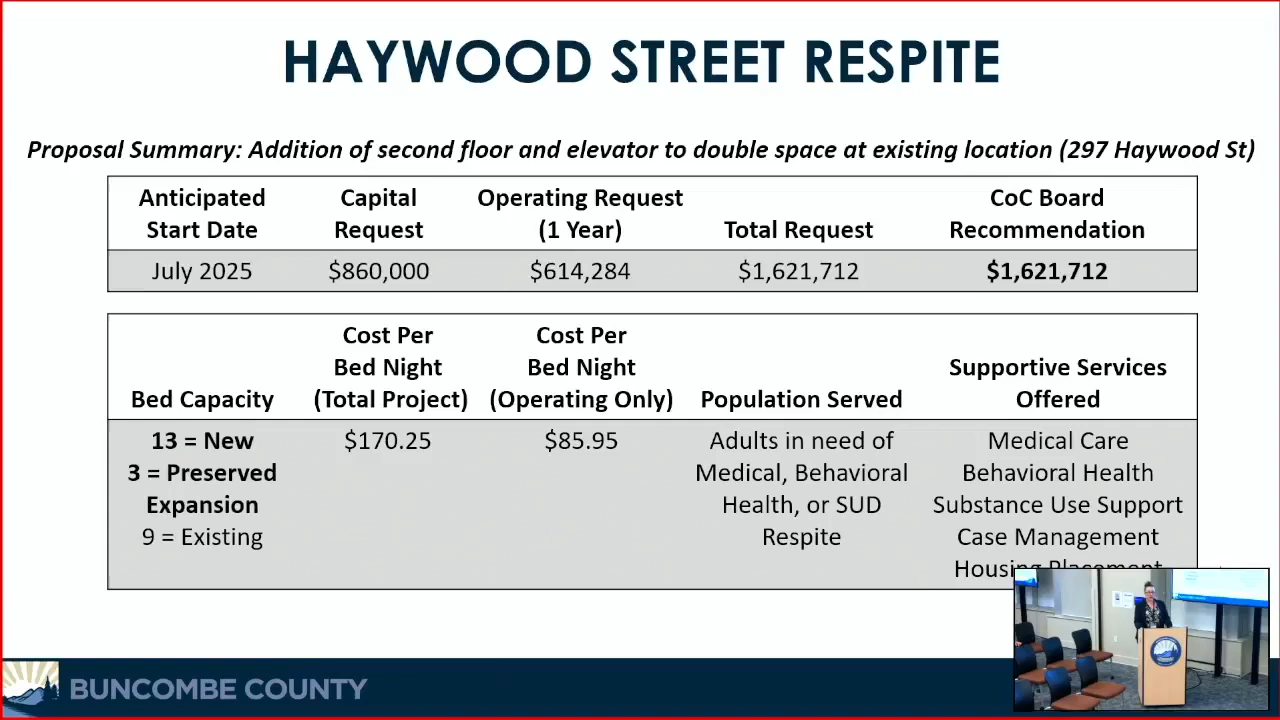 HAYWOOD STREET RESPITE
Proposal Summary: Addition of second floor and elevator to double space at existing location (297 Haywood St)
Anticipated Start Date
Capital Request
Operating Request (1 Year)
Total Request
CoC Board Recommendation
July 2025
$860,000
$614,284
$1,621,712
$1,621,712
Bed Capacity
Cost Per Bed Night (Total Project)
Cost Per Bed Night (Operating Only)
Population Served
Supportive Services Offered
13 = New
3 = Preserved Expansion
9 = Existing
$170.25
$85.95
Adults in need of Medical, Behavioral Health, or SUD Respite
Medical Care
Behavioral Health
Substance Use Support
Case Management
Housing Placement
BUNCOMBE COUNTY